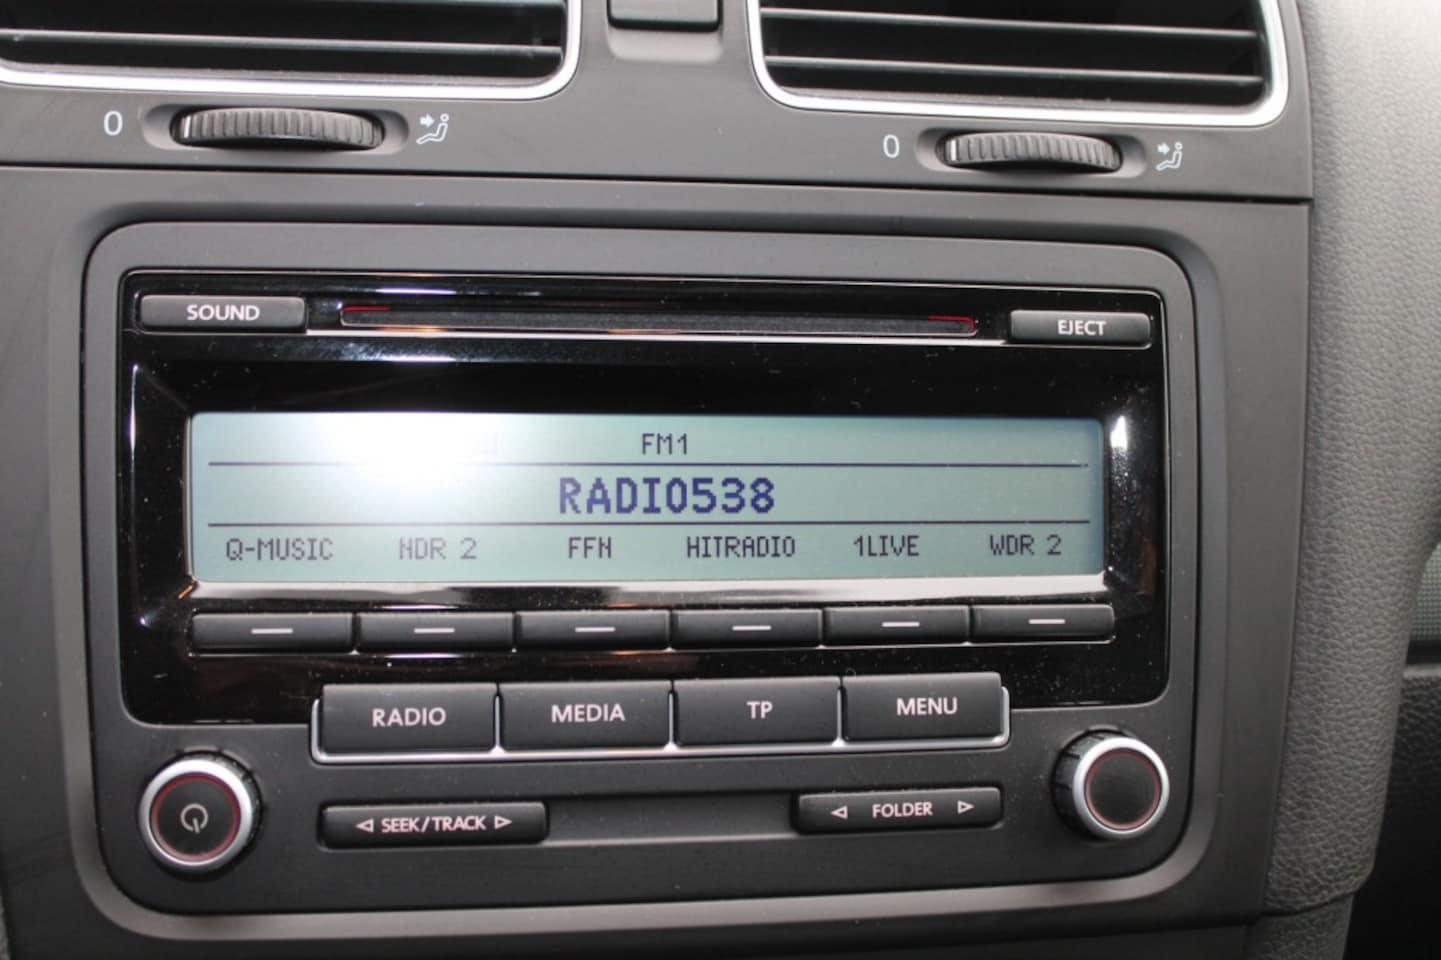 0
0
SOUND
EJECT
FM1
RADIO538
Q-MUSIC NDR 2 FFN HITRADIO 1LIVE WDR 2
RADIO MEDIA TP MENU
SEEK/TRACK
FOLDER